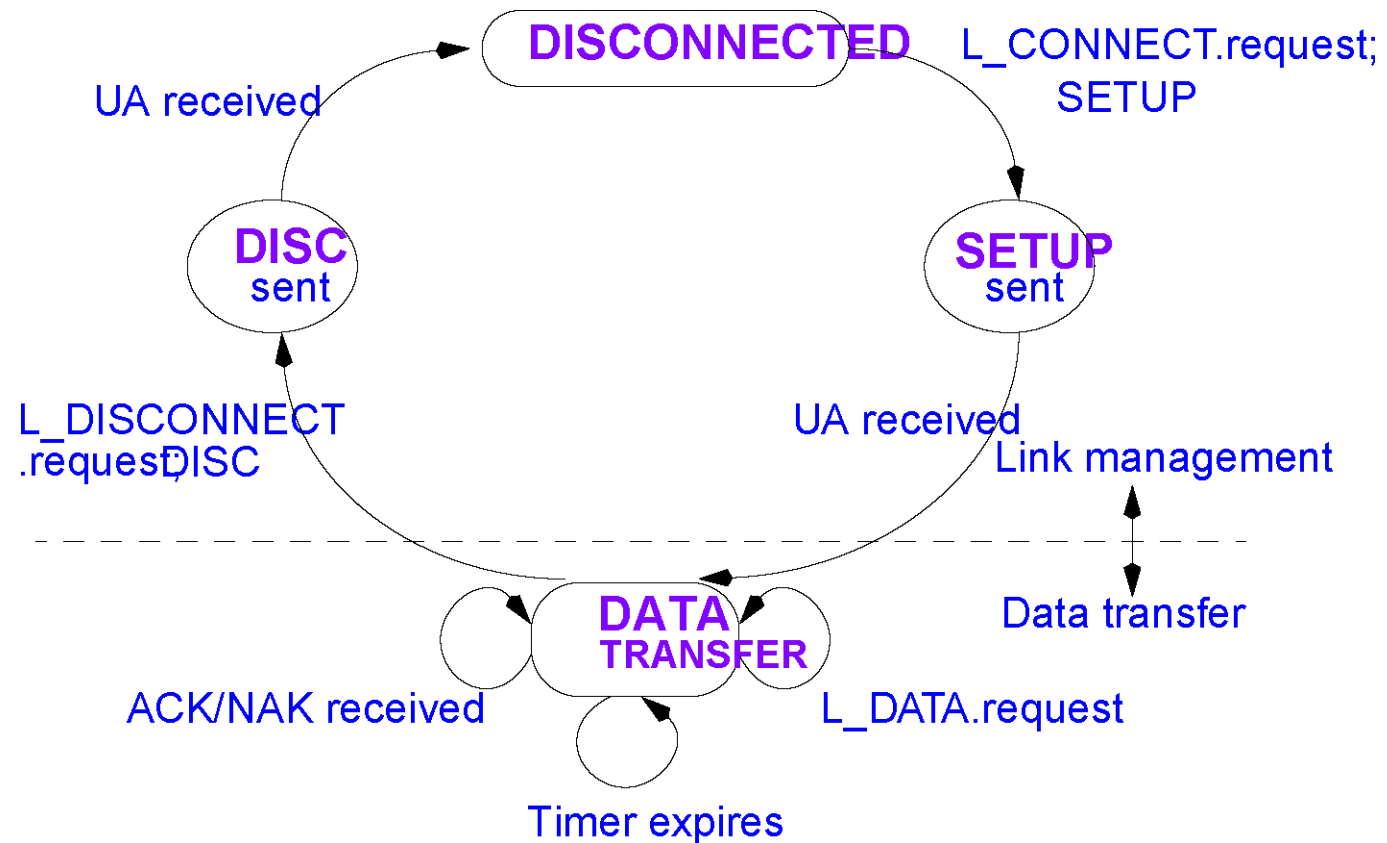 DISCONNECTED
L_CONNECT.request;
SETUP
UA received
DISC
sent
SETUP
sent
L_DISCONNECT
.request;DISC
UA received
Link management
Data transfer
DATA
TRANSFER
ACK/NAK received
L_DATA.request
Timer expires